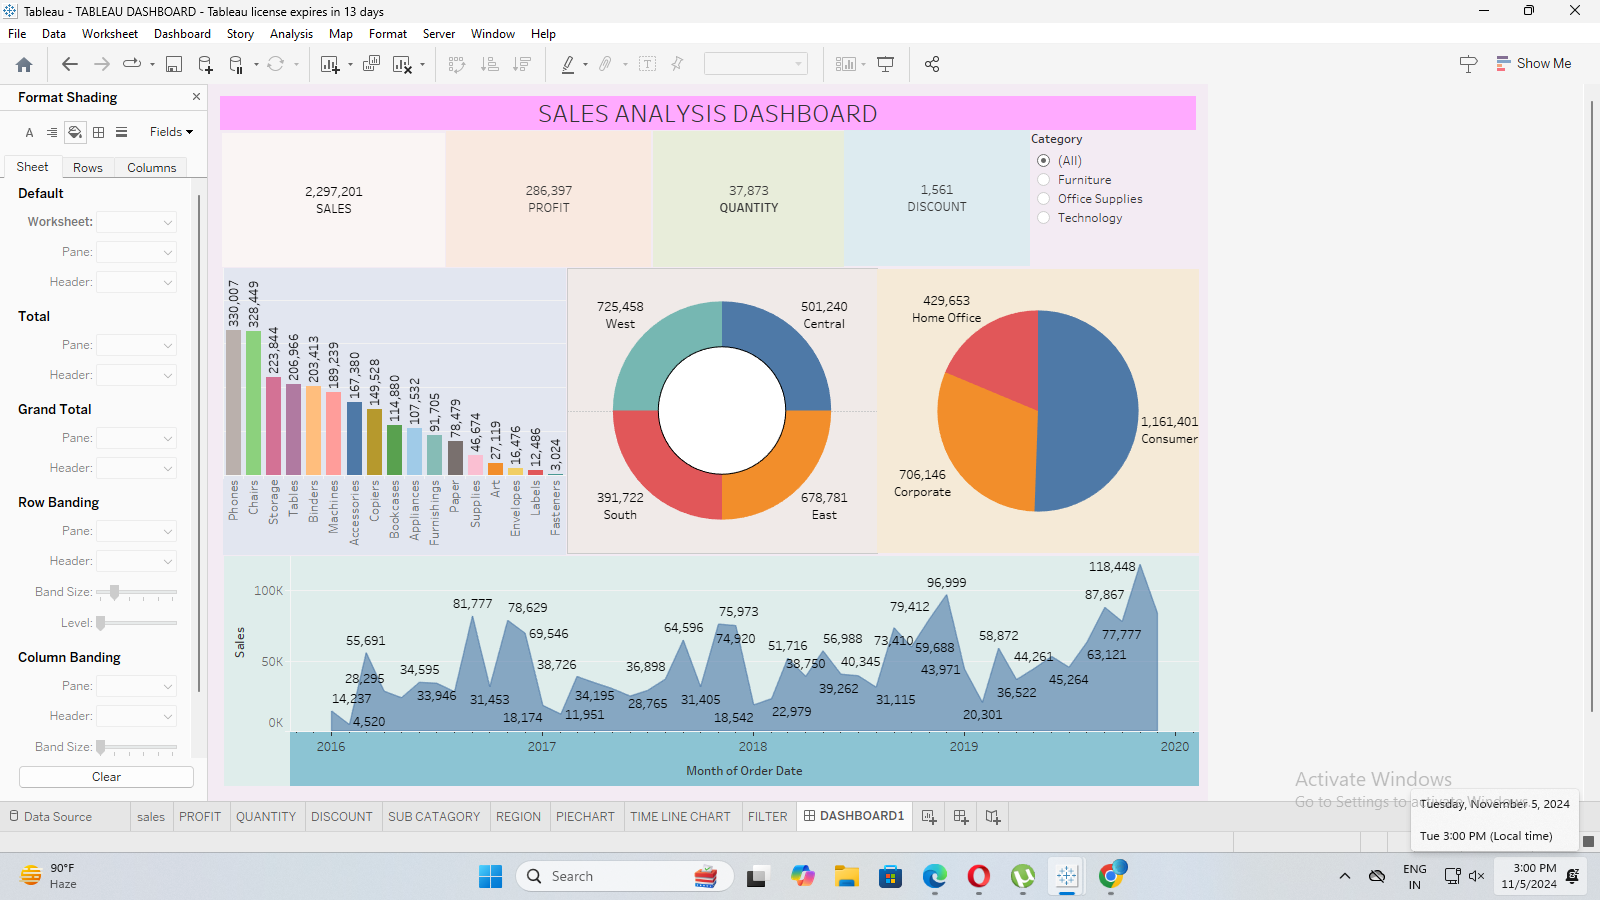 Tableau - TABLEAU DASHBOARD - Tableau license expires in 13 days
File Data Worksheet Dashboard Story Analysis Map Format Server Window Help
Show Me
Format Shading
Fields
Sheet Rows Columns
Default
Worksheet:
Pane:
Header:
Total
Pane:
Header:
Grand Total
Pane:
Header:
Row Banding
Pane:
Header:
Band Size:
Level:
Column Banding
Pane:
Header:
Band Size:
Clear
SALES ANALYSIS DASHBOARD
2,297,201
SALES
286,397
PROFIT
37,873
QUANTITY
1,561
DISCOUNT
Category
(All)
Furniture
Office Supplies
Technology
330,007
328,449
223,844
206,966
203,413
189,239
167,380
149,528
114,880
107,532
91,705
78,479
46,674
27,119
16,476
12,486
3,024
Phones
Chairs
Storage
Tables
Binders
Machines
Accessories
Copiers
Bookcases
Appliances
Furnishings
Paper
Supplies
Art
Envelopes
Labels
Fasteners
725,458
West
501,240
Central
391,722
South
678,781
East
429,653
Home Office
1,161,401
Consumer
706,146
Corporate
Sales
100K
50K
0K
14,237
4,520
55,691
28,295
34,595
33,946
81,777
31,453
78,629
69,546
18,174
38,726
11,951
34,195
28,765
36,898
64,596
31,405
75,973
74,920
18,542
22,979
51,716
38,750
56,988
39,262
40,345
31,115
73,410
79,412
59,688
96,999
43,971
20,301
58,872
36,522
44,261
45,264
63,121
87,867
77,777
118,448
2016 2017 2018 2019 2020
Month of Order Date
Activate Windows
Go to Settings to activate Windows.
Tuesday, November 5, 2024
Tue 3:00 PM (Local time)
Data Source sales PROFIT QUANTITY DISCOUNT SUB CATAGORY REGION PIECHART TIME LINE CHART FILTER DASHBOARD1
90°F
Haze
Search
ENG
IN
3:00 PM
11/5/2024